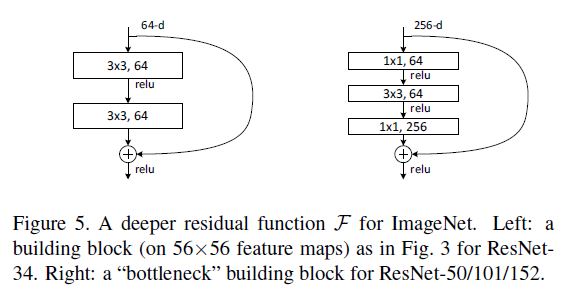 64-d
3x3, 64
relu
3x3, 64
+
relu
256-d
1x1, 64
relu
3x3, 64
relu
1x1, 256
+
relu
Figure 5. A deeper residual function F for ImageNet. Left: a
building block (on 56×56 feature maps) as in Fig. 3 for ResNet-
34. Right: a “bottleneck” building block for ResNet-50/101/152.